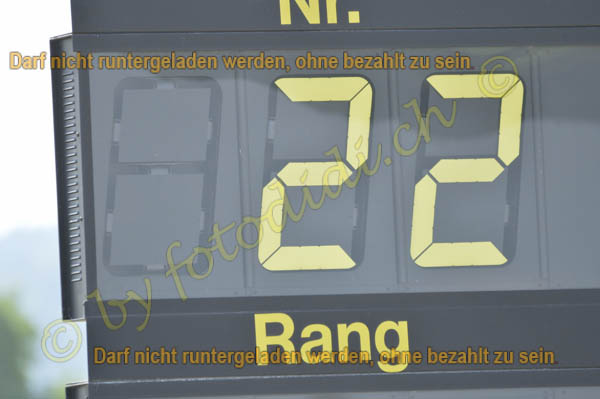 Nr.
Darf nicht runtergeladen werden, ohne bezahlt zu sein.
22
© by fotodidi.ch ©
Rang
Darf nicht runtergeladen werden, ohne bezahlt zu sein.